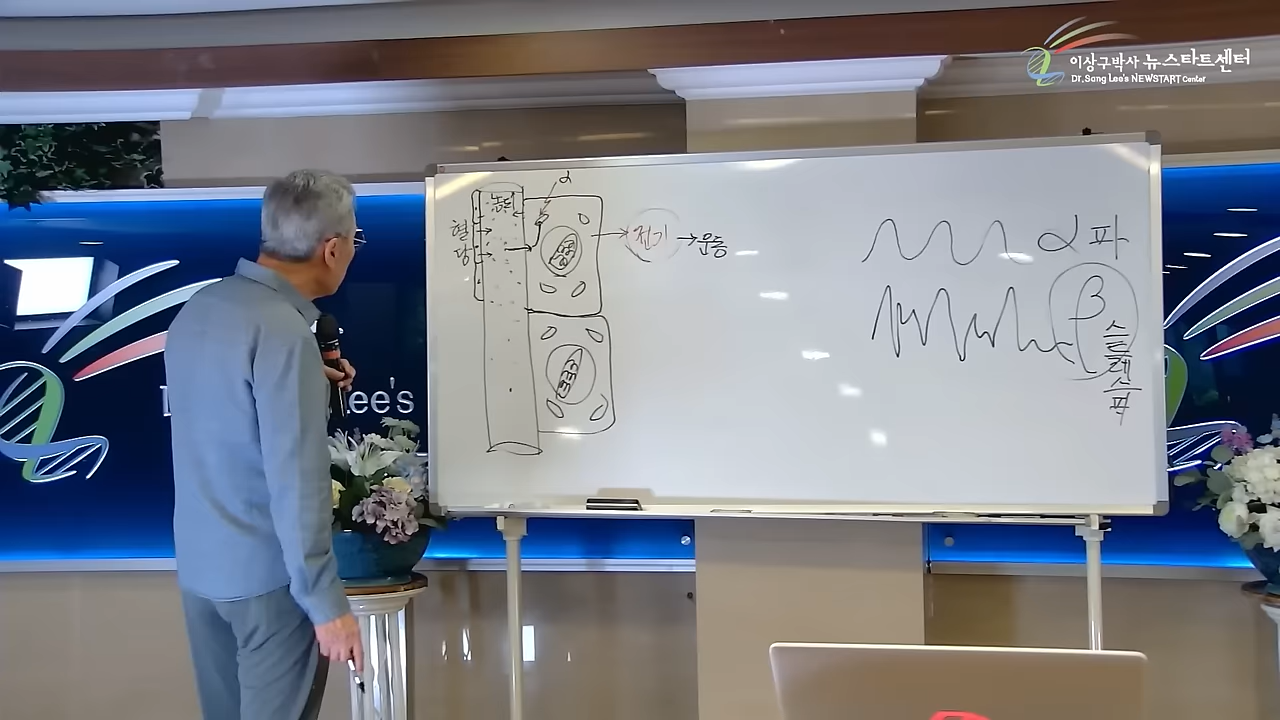 이상구박사 뉴스타트센터
Dr.Sang Lee's NEWSTART Center
α
혈당
전기 → 운동
α파
β
스트레스파
Lee's